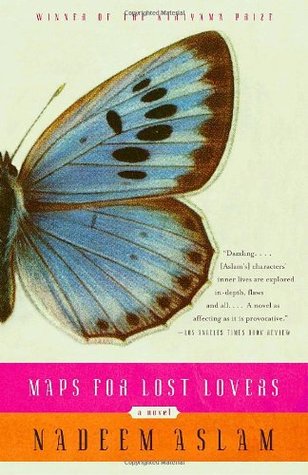 WINNER OF THE KIRIYAMA PRIZE
"Dazzling. . . .
[Aslam's] characters'
inner lives are explored
in-depth, flaws
and all. . . . A novel as
affecting as it is provocative."
—LOS ANGELES TIMES BOOK REVIEW
MAPS FOR LOST LOVERS
a novel
NADEEM ASLAM